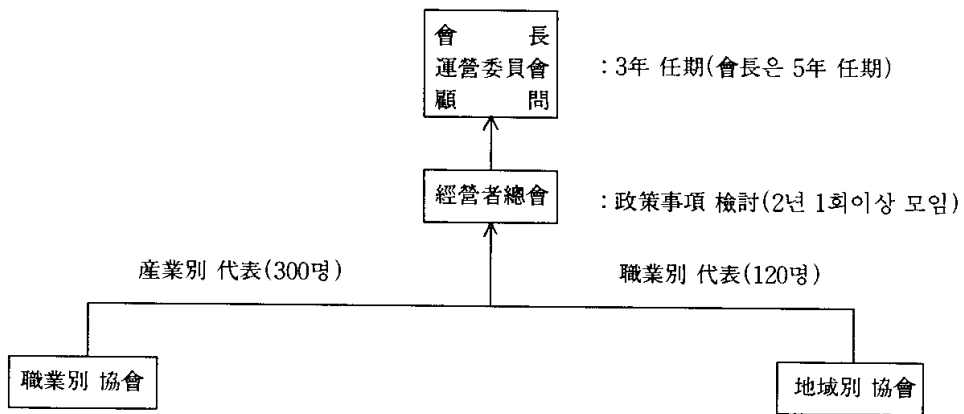 會 長
運營委員會 : 3年 任期(會長은 5年 任期)
顧 問
經營者總會 : 政策事項 檢討(2년 1회이상 모임)
産業別 代表(300명) 職業別 代表(120명)
職業別 協會 地域別 協會